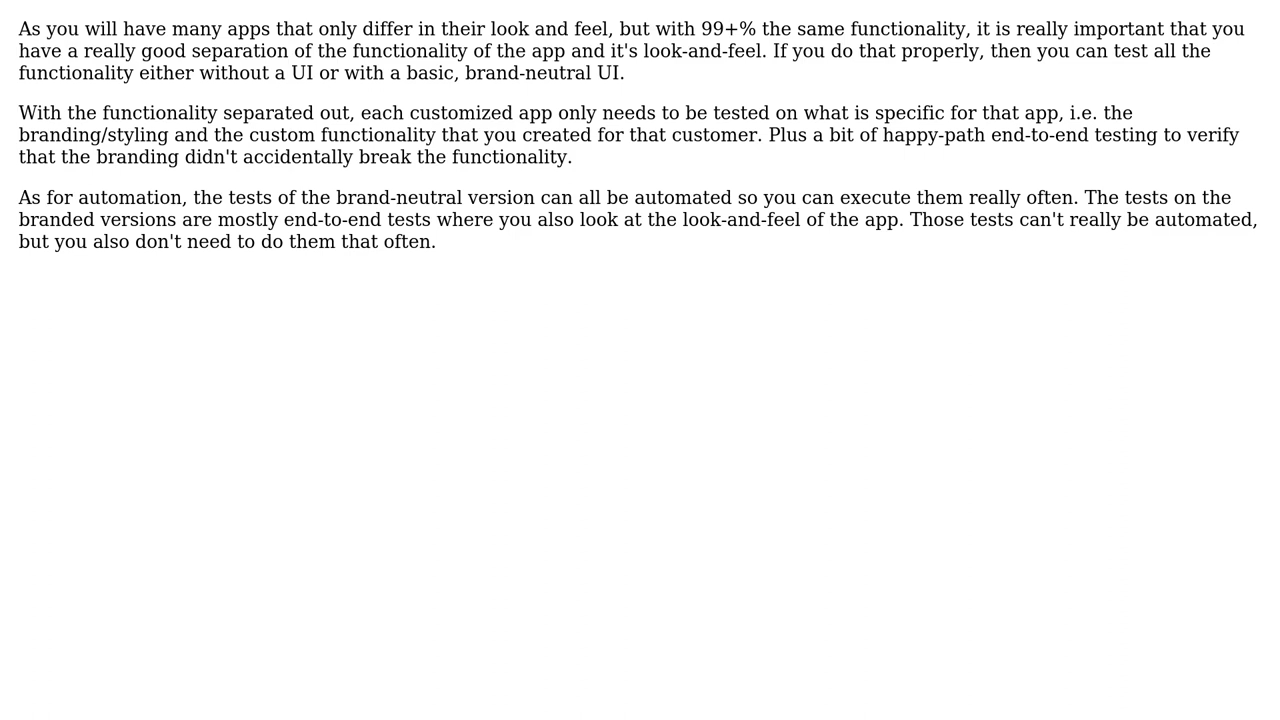 As you will have many apps that only differ in their look and feel, but with 99+% the same functionality, it is really important that you
have a really good separation of the functionality of the app and it's look-and-feel. If you do that properly, then you can test all the
functionality either without a UI or with a basic, brand-neutral UI.
With the functionality separated out, each customized app only needs to be tested on what is specific for that app, i.e. the
branding/styling and the custom functionality that you created for that customer. Plus a bit of happy-path end-to-end testing to verify
that the branding didn't accidentally break the functionality.
As for automation, the tests of the brand-neutral version can all be automated so you can execute them really often. The tests on the
branded versions are mostly end-to-end tests where you also look at the look-and-feel of the app. Those tests can't really be automated,
but you also don't need to do them that often.